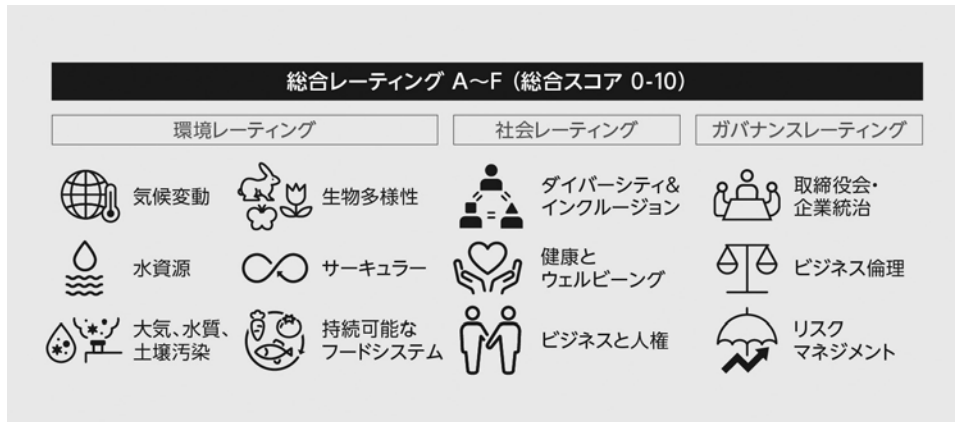 総合レーティング A～F (総合スコア 0-10)
環境レーティング
気候変動
生物多様性
水資源
サーキュラー
大気、水質、
土壌汚染
持続可能な
フードシステム
社会レーティング
ダイバーシティ&
インクルージョン
健康と
ウェルビーング
ビジネスと人権
ガバナンスレーティング
取締役会・
企業統治
ビジネス倫理
リスク
マネジメント